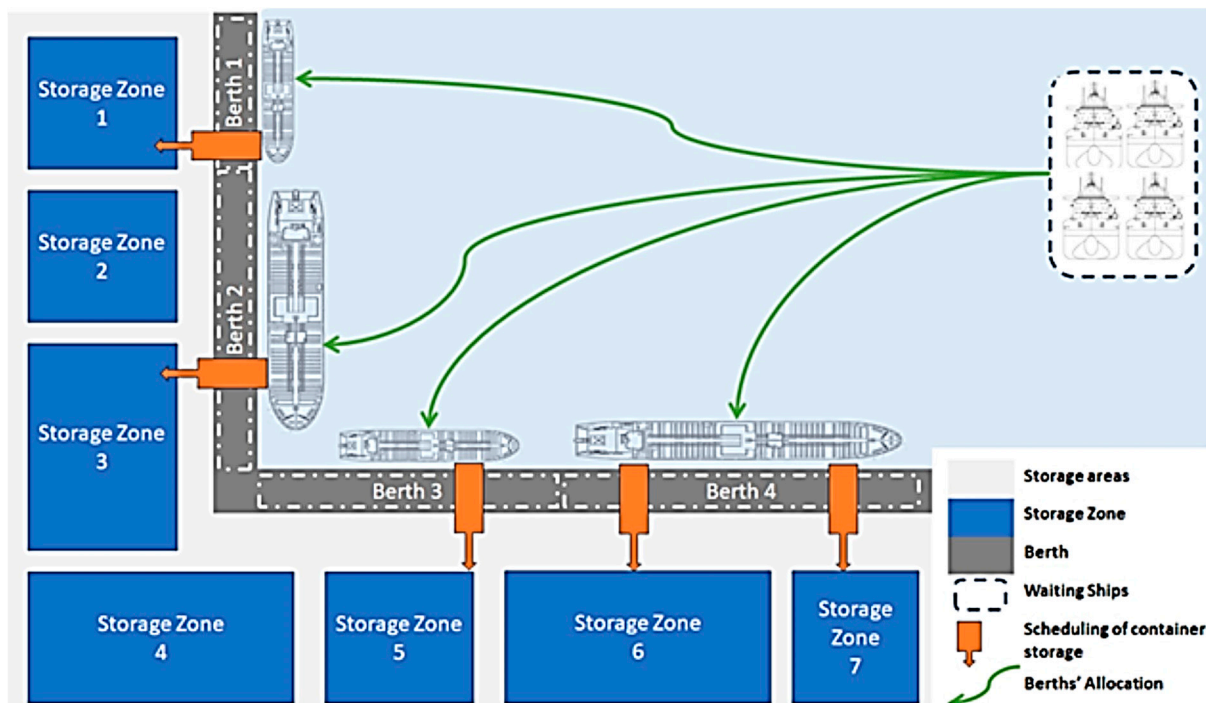 Storage Zone
1
Berth 1
Storage Zone
2
Berth 2
Storage Zone
3
Berth 3
Berth 4
Storage Zone
4
Storage Zone
5
Storage Zone
6
Storage
Zone
7
Storage areas
Storage Zone
Berth
Waiting Ships
Scheduling of container
storage
Berths' Allocation